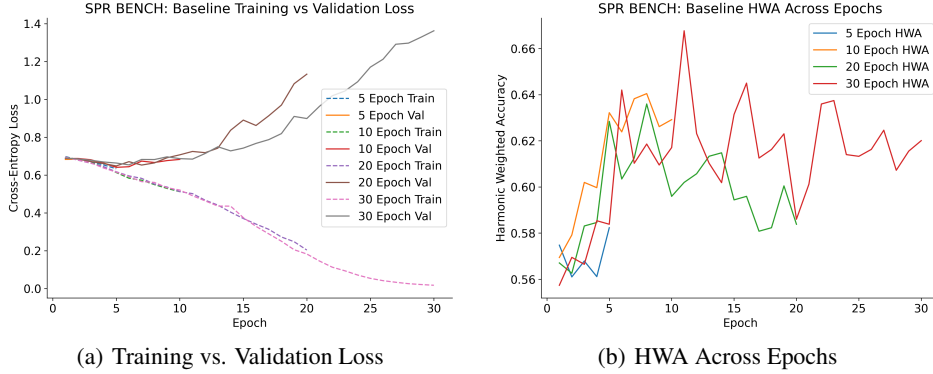 SPR BENCH: Baseline Training vs Validation Loss
1.4
1.2
1.0
0.8
0.6
0.4
0.2
0.0
Cross-Entropy Loss
5 Epoch Train
5 Epoch Val
10 Epoch Train
10 Epoch Val
20 Epoch Train
20 Epoch Val
30 Epoch Train
30 Epoch Val
0 5 10 15 20 25 30
Epoch
(a) Training vs. Validation Loss
SPR BENCH: Baseline HWA Across Epochs
0.66
0.64
0.62
0.60
0.58
0.56
Harmonic Weighted Accuracy
5 Epoch HWA
10 Epoch HWA
20 Epoch HWA
30 Epoch HWA
0 5 10 15 20 25 30
Epoch
(b) HWA Across Epochs